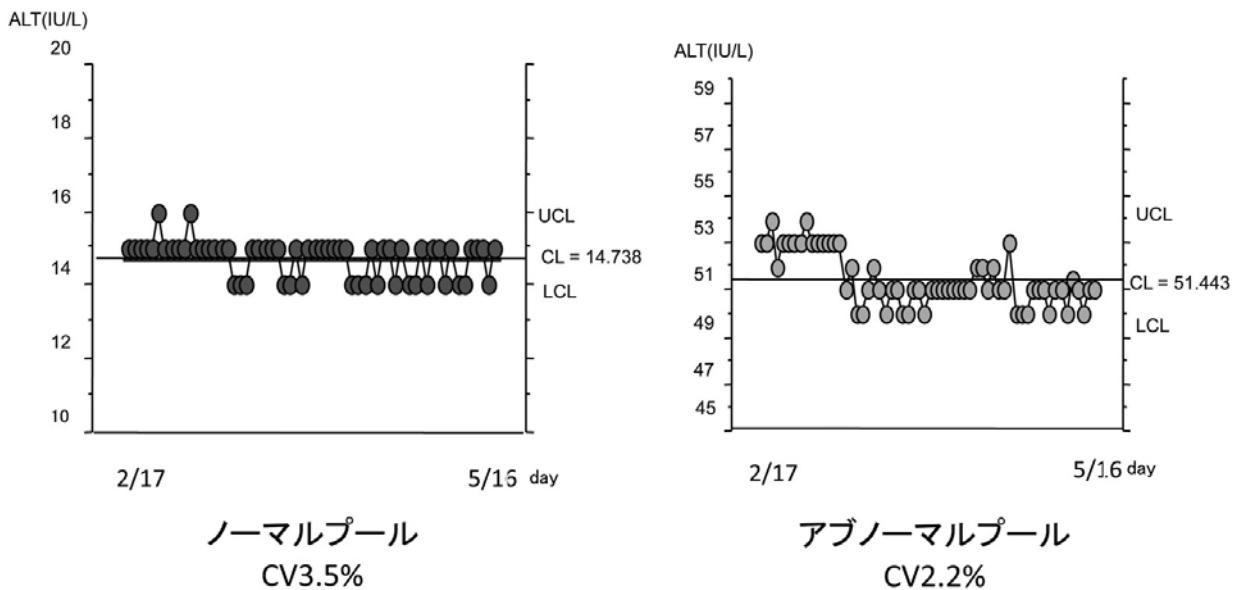 ALT(IU/L)
20
18
16
14
12
10
UCL
CL = 14.738
LCL
2/17
5/16 day
ノーマルプール
CV3.5%
ALT(IU/L)
59
57
55
53
51
49
47
45
UCL
CL = 51.443
LCL
2/17
5/16 day
アブノーマルプール
CV2.2%